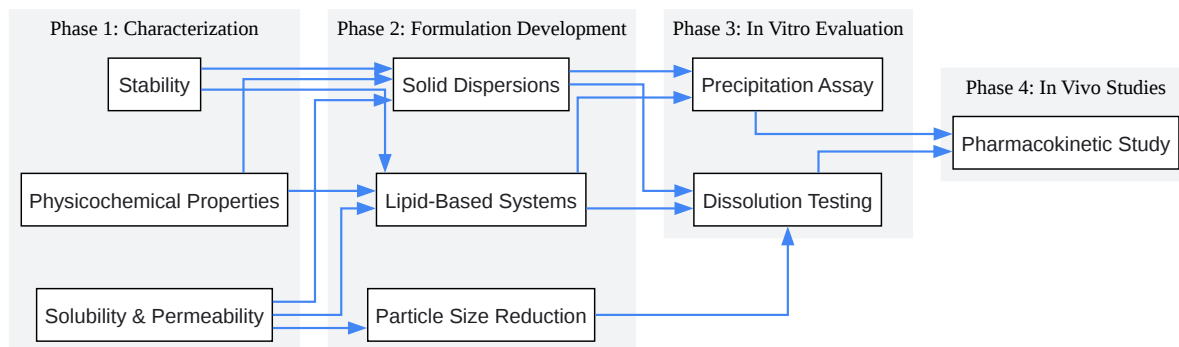 Phase 1: Characterization
Stability
Physicochemical Properties
Solubility & Permeability
Phase 2: Formulation Development
Solid Dispersions
Lipid-Based Systems
Particle Size Reduction
Phase 3: In Vitro Evaluation
Precipitation Assay
Dissolution Testing
Phase 4: In Vivo Studies
Pharmacokinetic Study